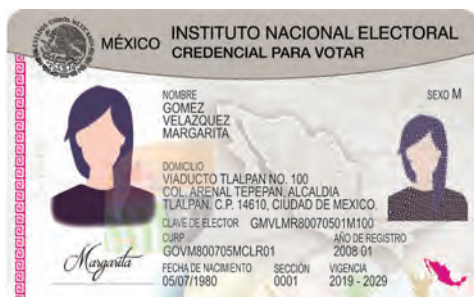 MÉXICO
INSTITUTO NACIONAL ELECTORAL
CREDENCIAL PARA VOTAR
NOMBRE
GOMEZ
VELAZQUEZ
MARGARITA
SEXO M
DOMICILIO
VIADUCTO TLALPAN NO. 100
COL. ARENAL TEPEPAN, ALCALDIA
TLALPAN, C.P. 14610, CIUDAD DE MEXICO.
CLAVE DE ELECTOR GMVLMR80070501M100
CURP
GOVM800705MCLR01
AÑO DE REGISTRO
2008 01
FECHA DE NACIMIENTO
05/07/1980
SECCIÓN
0001
VIGENCIA
2019 - 2029
Margarita